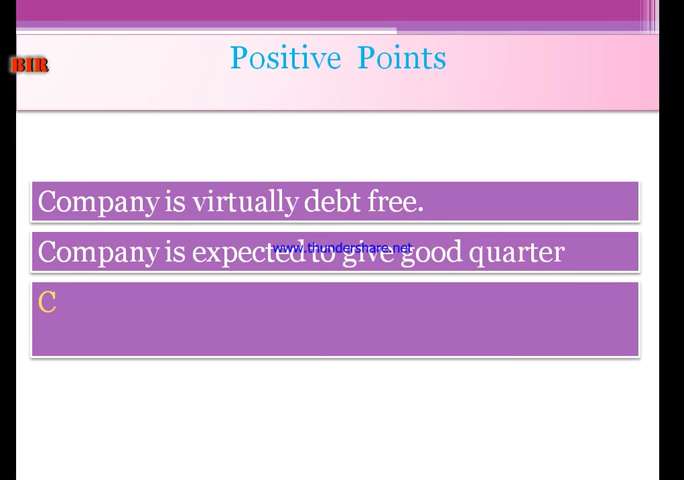 Positive Points
BIR
Company is virtually debt free.
Company is expected to give good quarter
www.thundershare.net
C